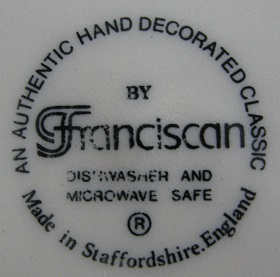 AN AUTHENTIC HAND DECORATED CLASSIC
BY
Franciscan
DISHWASHER AND
MICROWAVE SAFE
®
Made in Staffordshire, England